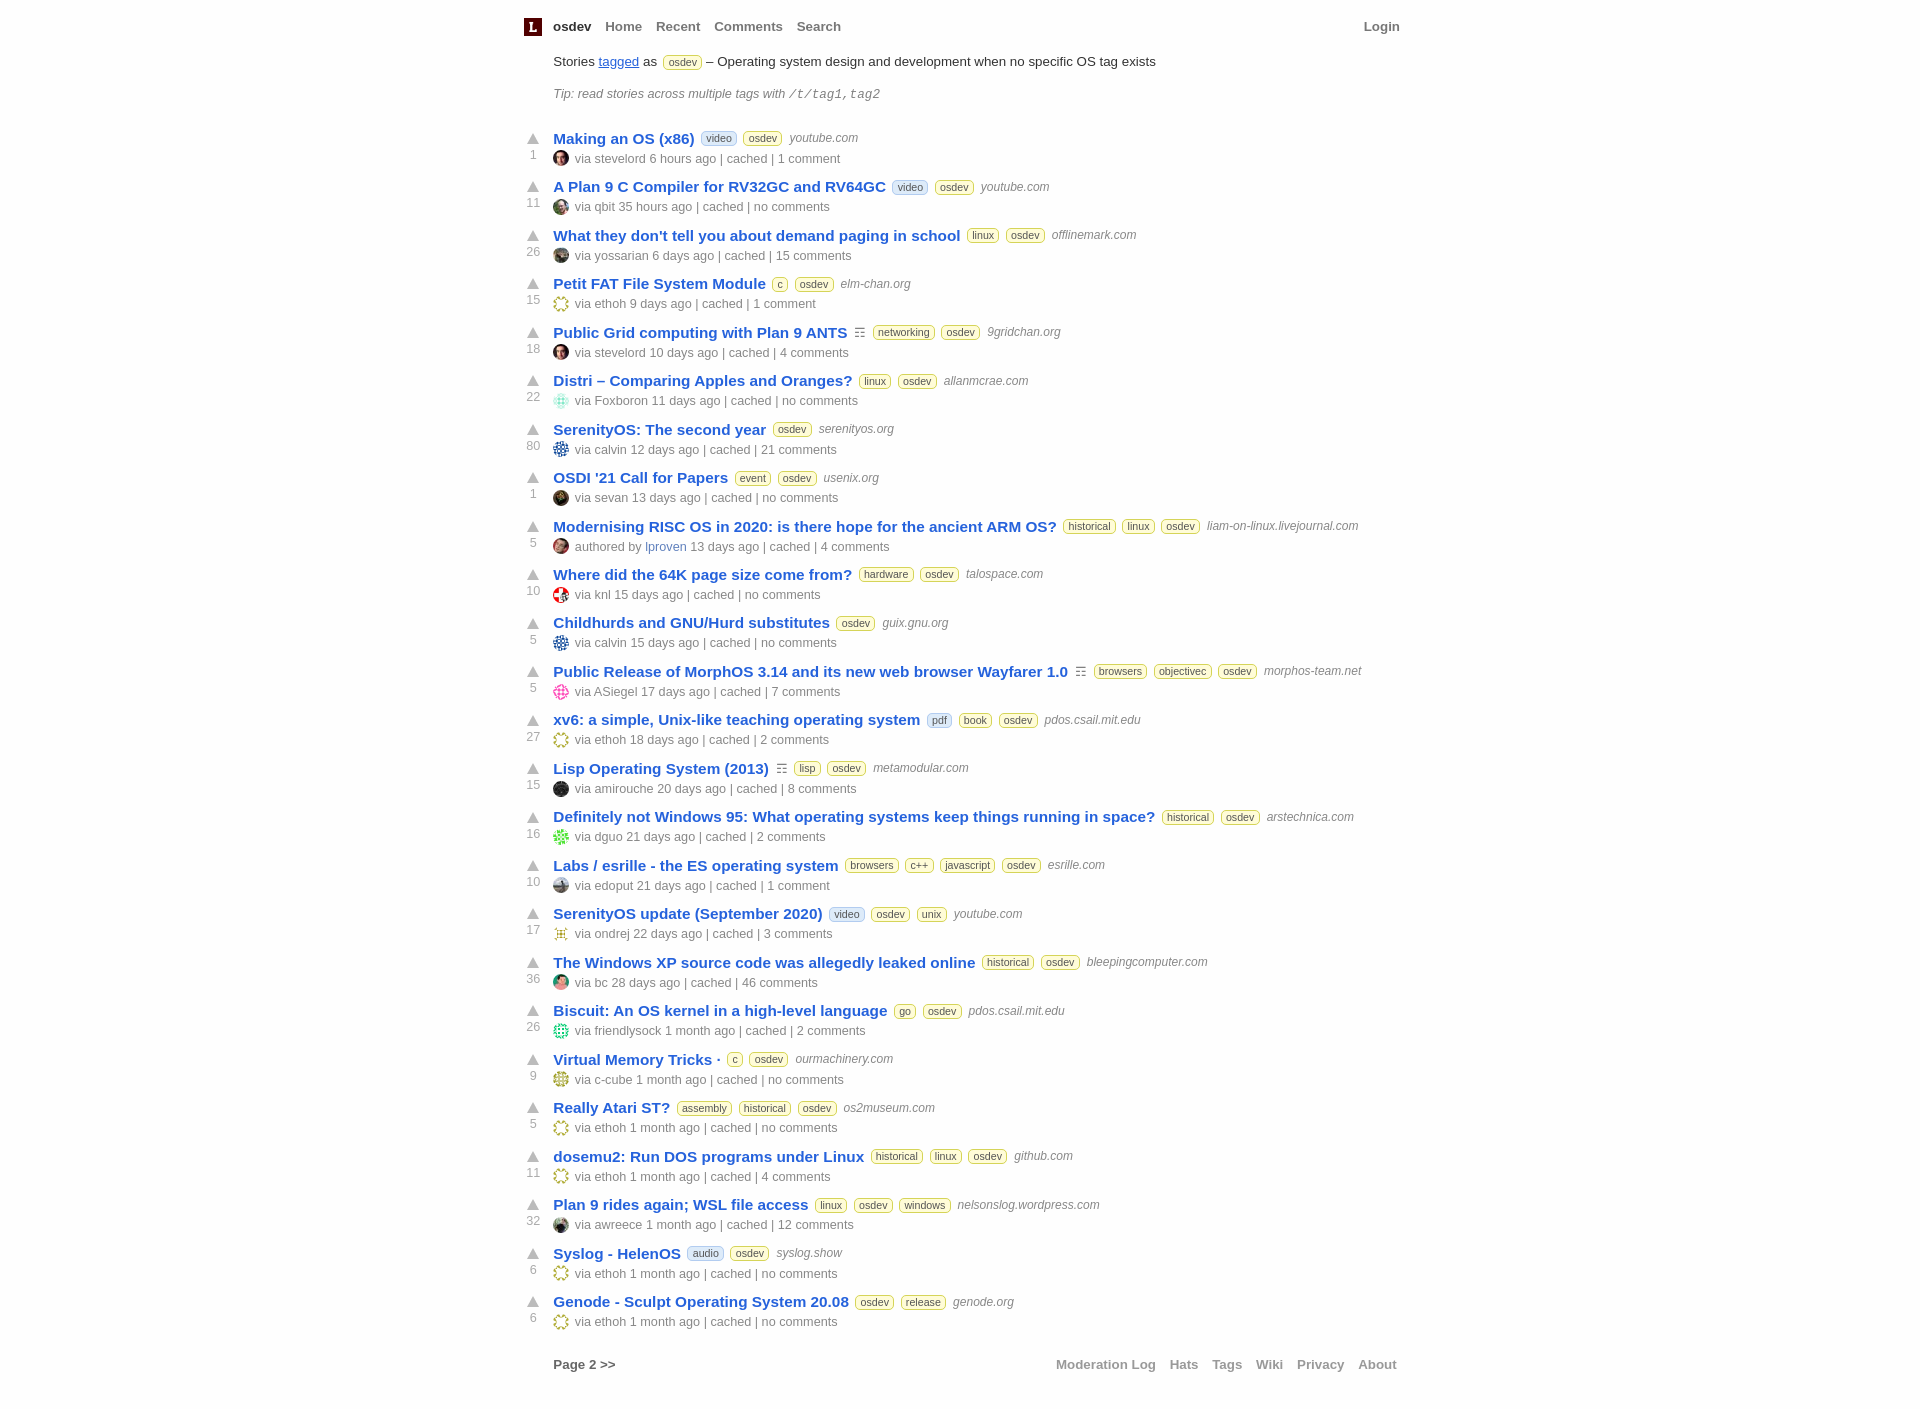 L osdev Home Recent Comments Search Login
Stories tagged as osdev – Operating system design and development when no specific OS tag exists
Tip: read stories across multiple tags with /t/tag1,tag2
Making an OS (x86) video osdev youtube.com
1 via stevelord 6 hours ago | cached | 1 comment
A Plan 9 C Compiler for RV32GC and RV64GC video osdev youtube.com
11 via qbit 35 hours ago | cached | no comments
What they don't tell you about demand paging in school linux osdev offlinemark.com
26 via yossarian 6 days ago | cached | 15 comments
Petit FAT File System Module c osdev elm-chan.org
15 via ethoh 9 days ago | cached | 1 comment
Public Grid computing with Plan 9 ANTS ☶ networking osdev 9gridchan.org
18 via stevelord 10 days ago | cached | 4 comments
Distri – Comparing Apples and Oranges? linux osdev allanmcrae.com
22 via Foxboron 11 days ago | cached | no comments
SerenityOS: The second year osdev serenityos.org
80 via calvin 12 days ago | cached | 21 comments
OSDI '21 Call for Papers event osdev usenix.org
1 via sevan 13 days ago | cached | no comments
Modernising RISC OS in 2020: is there hope for the ancient ARM OS? historical linux osdev liam-on-linux.livejournal.com
5 authored by lproven 13 days ago | cached | 4 comments
Where did the 64K page size come from? hardware osdev talospace.com
10 via knl 15 days ago | cached | no comments
Childhurds and GNU/Hurd substitutes osdev guix.gnu.org
5 via calvin 15 days ago | cached | no comments
Public Release of MorphOS 3.14 and its new web browser Wayfarer 1.0 ☶ browsers objectivec osdev morphos-team.net
5 via ASiegel 17 days ago | cached | 7 comments
xv6: a simple, Unix-like teaching operating system pdf book osdev pdos.csail.mit.edu
27 via ethoh 18 days ago | cached | 2 comments
Lisp Operating System (2013) ☶ lisp osdev metamodular.com
15 via amirouche 20 days ago | cached | 8 comments
Definitely not Windows 95: What operating systems keep things running in space? historical osdev arstechnica.com
16 via dguo 21 days ago | cached | 2 comments
Labs / esrille - the ES operating system browsers c++ javascript osdev esrille.com
10 via edoput 21 days ago | cached | 1 comment
SerenityOS update (September 2020) video osdev unix youtube.com
17 via ondrej 22 days ago | cached | 3 comments
The Windows XP source code was allegedly leaked online historical osdev bleepingcomputer.com
36 via bc 28 days ago | cached | 46 comments
Biscuit: An OS kernel in a high-level language go osdev pdos.csail.mit.edu
26 via friendlysock 1 month ago | cached | 2 comments
Virtual Memory Tricks · c osdev ourmachinery.com
9 via c-cube 1 month ago | cached | no comments
Really Atari ST? assembly historical osdev os2museum.com
5 via ethoh 1 month ago | cached | no comments
dosemu2: Run DOS programs under Linux historical linux osdev github.com
11 via ethoh 1 month ago | cached | 4 comments
Plan 9 rides again; WSL file access linux osdev windows nelsonslog.wordpress.com
32 via awreece 1 month ago | cached | 12 comments
Syslog - HelenOS audio osdev syslog.show
6 via ethoh 1 month ago | cached | no comments
Genode - Sculpt Operating System 20.08 osdev release genode.org
6 via ethoh 1 month ago | cached | no comments
Page 2 >> Moderation Log Hats Tags Wiki Privacy About